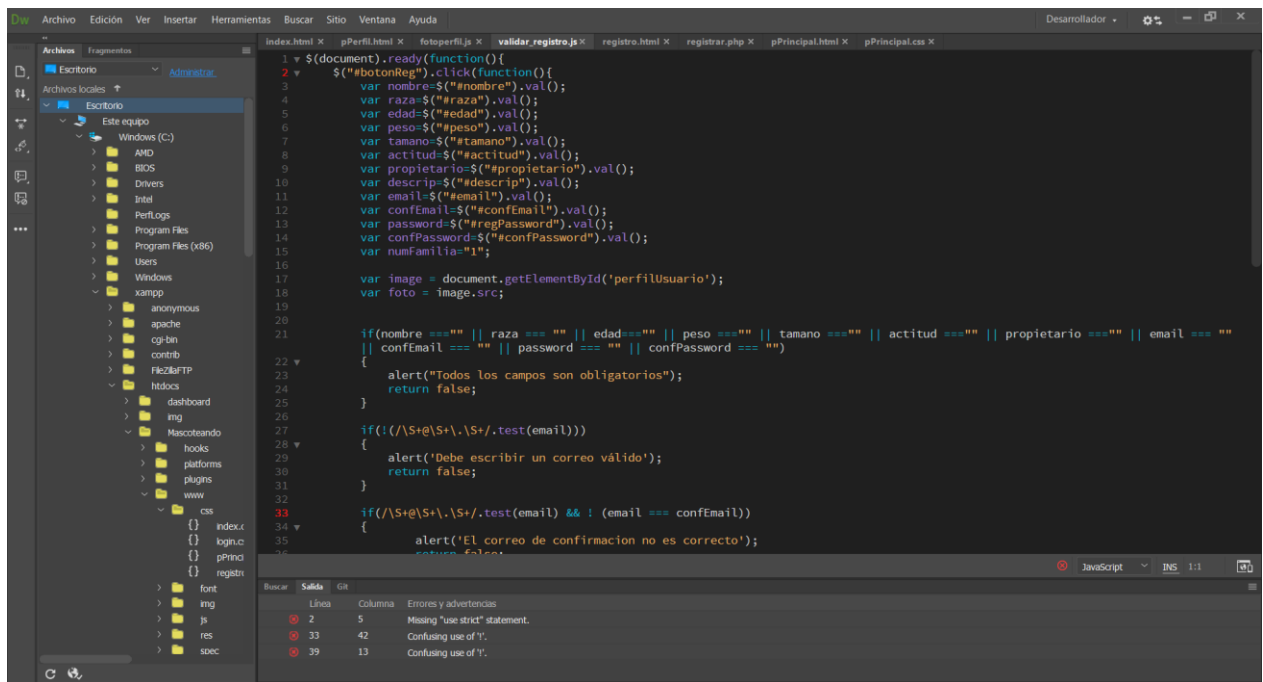 Dw Archivo Edición Ver Insertar Herramientas Buscar Sitio Ventana Ayuda Desarrollador
index.html × pPerfil.html × fotoperfil.js × validar_registro.js × registro.html × registrar.php × pPrincipal.html × pPrincipal.css ×
Archivos Fragmentos
Escritorio Administrar
Archivos locales
Escritorio
Este equipo
Windows (C:)
AMD
BIOS
Drivers
Intel
PerfLogs
Program Files
Program Files (x86)
Users
Windows
xampp
anonymous
apache
cgi-bin
contrib
FileZillaFTP
htdocs
dashboard
img
Mascoteando
hooks
platforms
plugins
www
css
{} index.c
{} login.c
{} pPrinci
{} registr
font
img
js
res
spec
1 $(document).ready(function(){
2 $("#botonReg").click(function(){
3 var nombre=$("#nombre").val();
4 var raza=$("#raza").val();
5 var edad=$("#edad").val();
6 var peso=$("#peso").val();
7 var tamano=$("#tamano").val();
8 var actitud=$("#actitud").val();
9 var propietario=$("#propietario").val();
10 var descrip=$("#descrip").val();
11 var email=$("#email").val();
12 var confEmail=$("#confEmail").val();
13 var password=$("#regPassword").val();
14 var confPassword=$("#confPassword").val();
15 var numFamilia="1";
16
17 var image = document.getElementById('perfilUsuario');
18 var foto = image.src;
19
20
21 if(nombre ==="" || raza === "" || edad==="" || peso ==="" || tamano ==="" || actitud ==="" || propietario ==="" || email === ""
|| confEmail === "" || password === "" || confPassword === "")
22 {
23 alert("Todos los campos son obligatorios");
24 return false;
25 }
26
27 if(!(/\S+@\S+\.\S+/.test(email)))
28 {
29 alert('Debe escribir un correo válido');
30 return false;
31 }
32
33 if(/\S+@\S+\.\S+/.test(email) && ! (email === confEmail))
34 {
35 alert('El correo de confirmacion no es correcto');
36 return false;
JavaScript INS 1:1
Buscar Salida Git
Línea Columna Errores y advertencias
2 5 Missing "use strict" statement.
33 42 Confusing use of '!'.
39 13 Confusing use of '!'.